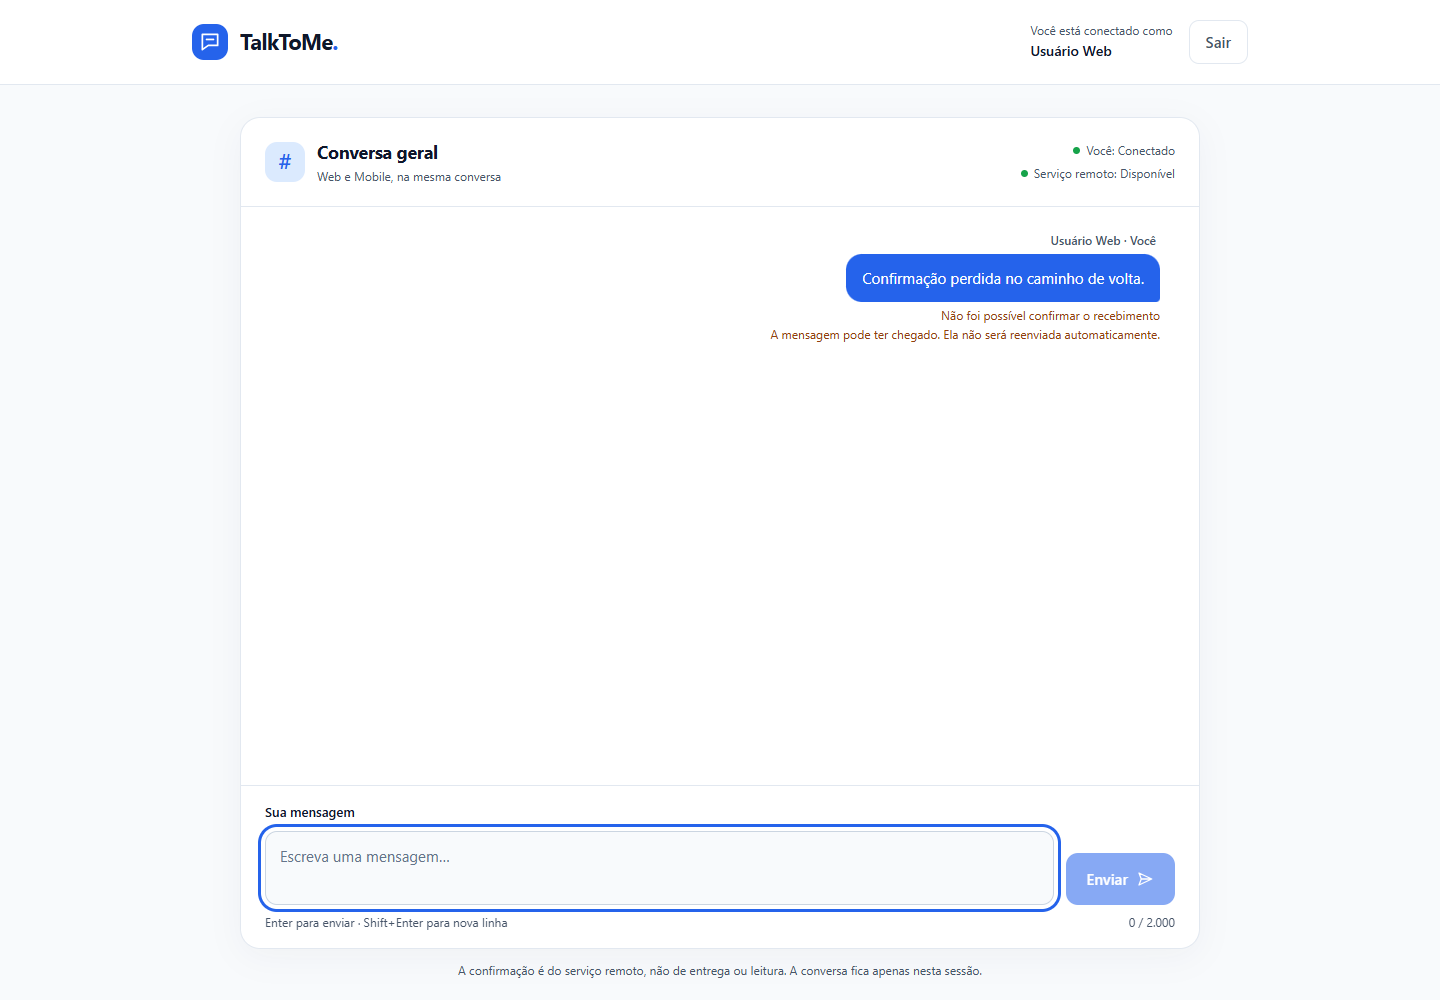 TalkToMe.
Você está conectado como
Usuário Web
Sair
#
Conversa geral
Web e Mobile, na mesma conversa
Você: Conectado
Serviço remoto: Disponível
Usuário Web · Você
Confirmação perdida no caminho de volta.
Não foi possível confirmar o recebimento
A mensagem pode ter chegado. Ela não será reenviada automaticamente.
Sua mensagem
Escreva uma mensagem...
Enviar
Enter para enviar · Shift+Enter para nova linha
0 / 2.000
A confirmação é do serviço remoto, não de entrega ou leitura. A conversa fica apenas nesta sessão.